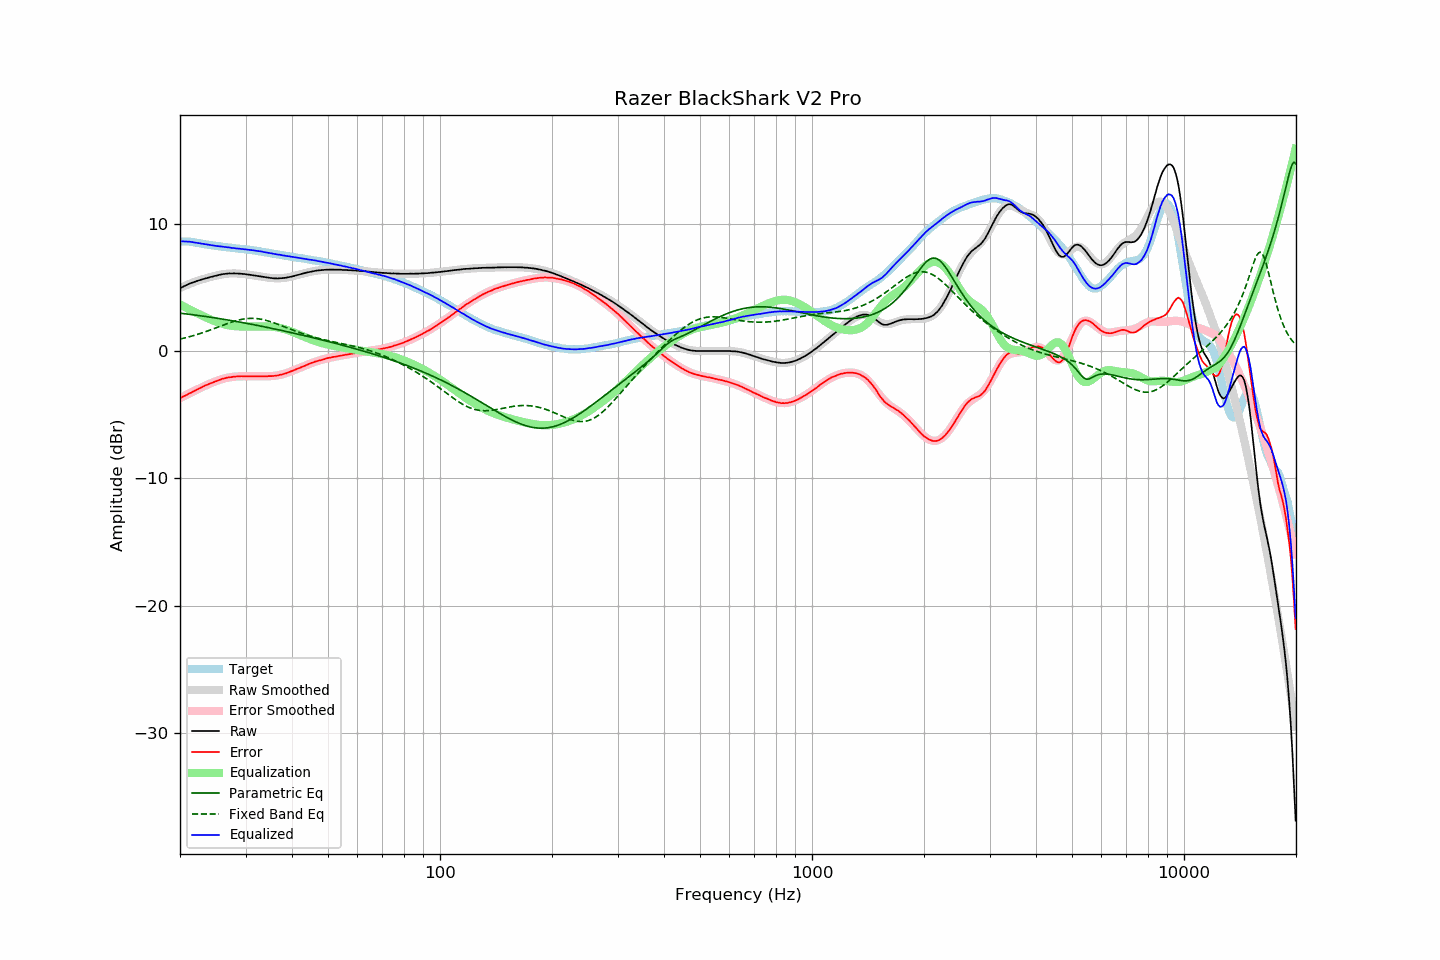 Razer BlackShark V2 Pro
Amplitude (dBr)
10
0
−10
−20
−30
Target
Raw Smoothed
Error Smoothed
Raw
Error
Equalization
Parametric Eq
Fixed Band Eq
Equalized
100 1000 10000
Frequency (Hz)